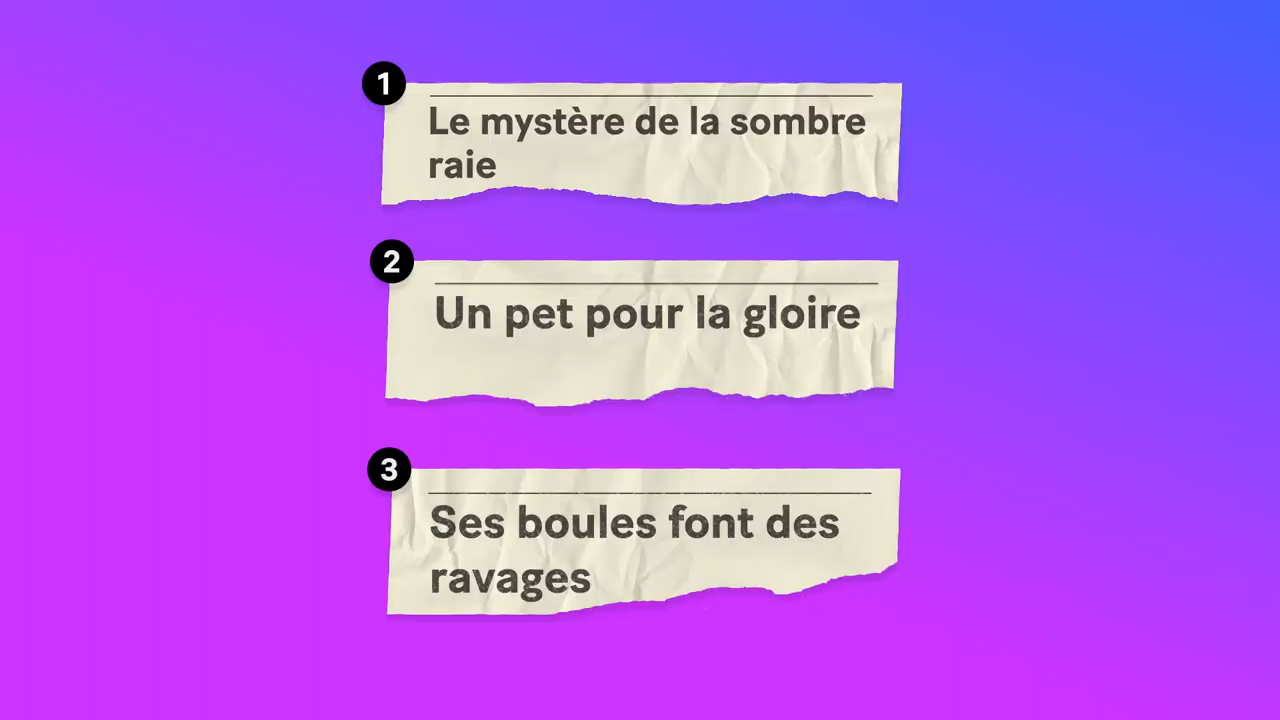 1
Le mystère de la sombre
raie
2
Un pet pour la gloire
3
Ses boules font des
ravages